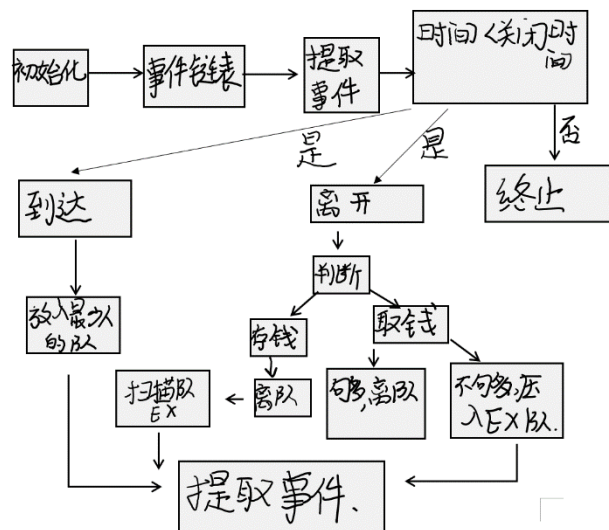 初始化
事件链表
提取
事件
时间<关闭时
间
是
是
否
到达
离开
终止
判断
放入最少人
的队
存钱
取钱
扫描队
EX
离队
够多,离队
不够多,压
入EX队.
提取事件.